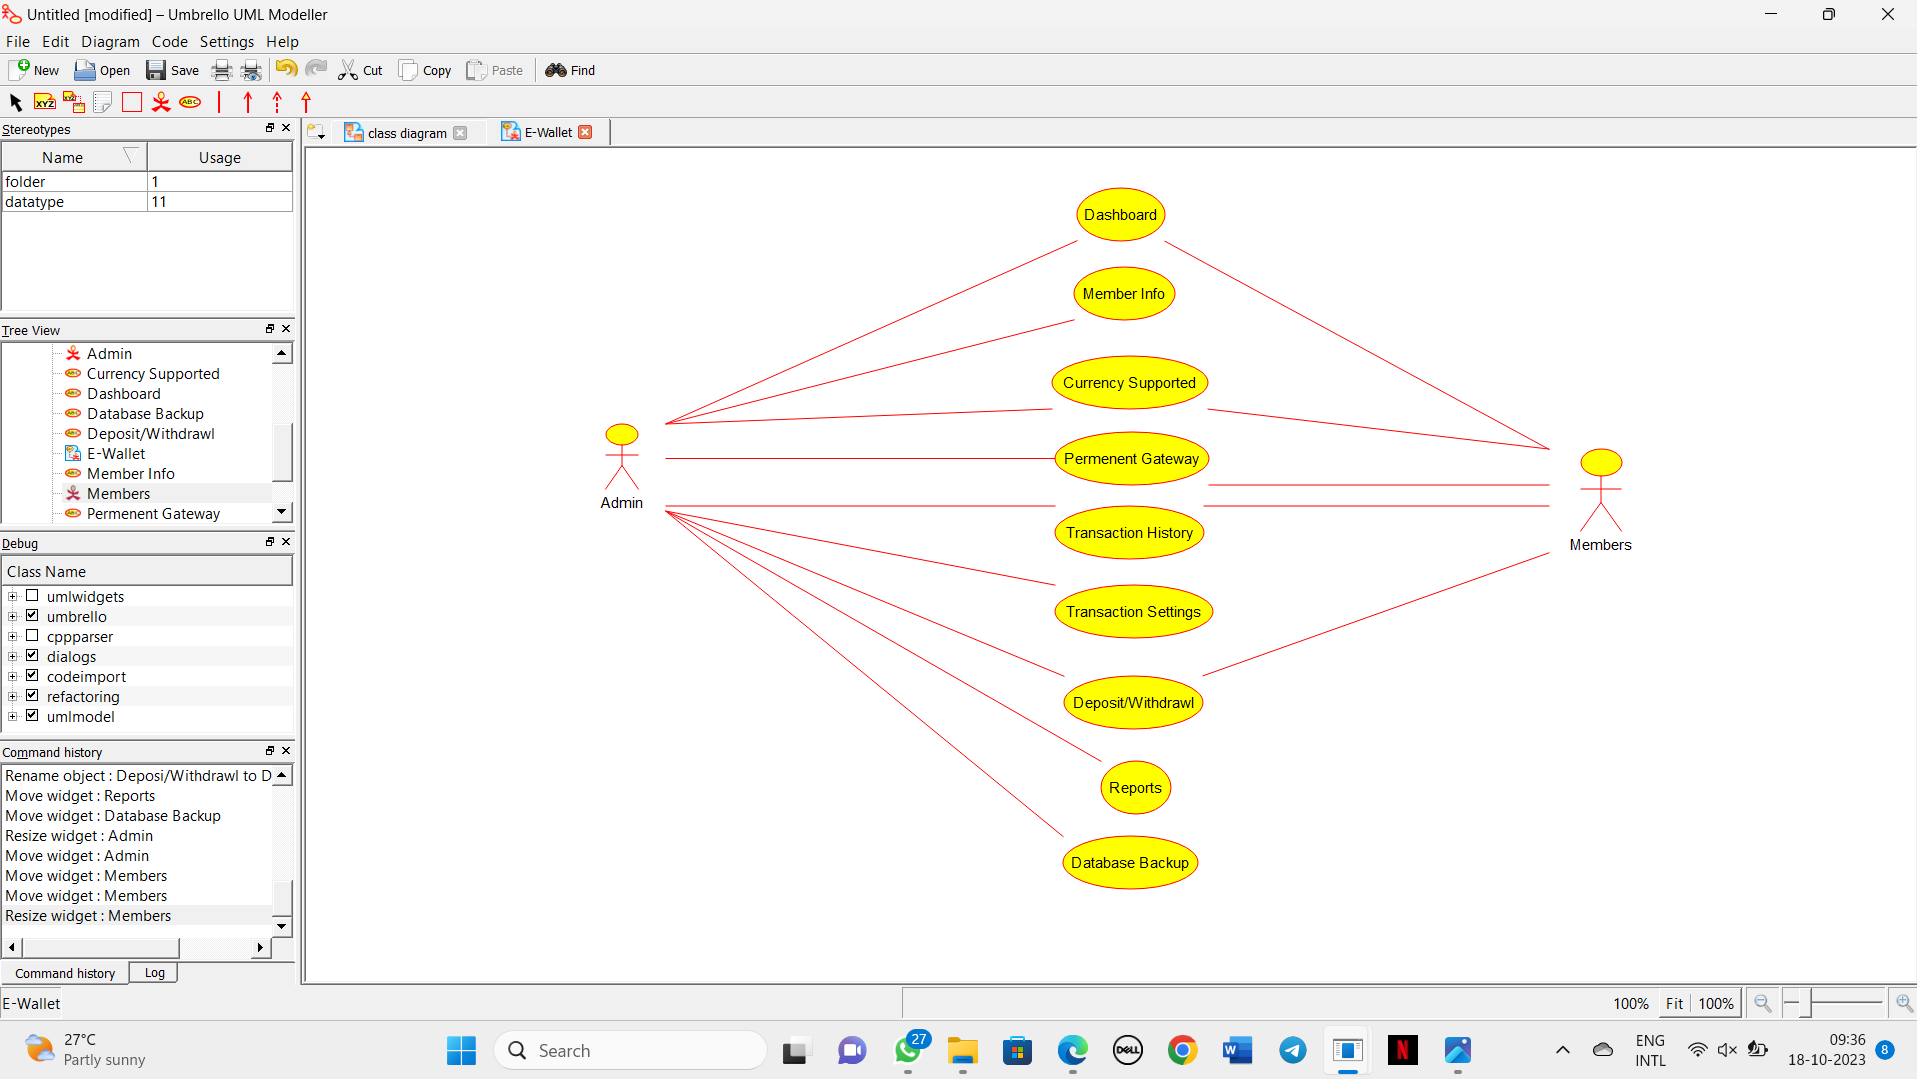 Untitled [modified] – Umbrello UML Modeller
File Edit Diagram Code Settings Help
New Open Save Cut Copy Paste Find
XYZ XYZ ABC
Stereotypes
Name Usage
folder 1
datatype 11
Tree View
Admin
Currency Supported
Dashboard
Database Backup
Deposit/Withdrawl
E-Wallet
Member Info
Members
Permenent Gateway
Debug
Class Name
umlwidgets
umbrello
cppparser
dialogs
codeimport
refactoring
umlmodel
Command history
Rename object : Deposi/Withdrawl to D
Move widget : Reports
Move widget : Database Backup
Resize widget : Admin
Move widget : Admin
Move widget : Members
Move widget : Members
Resize widget : Members
Command history Log
class diagram E-Wallet
Dashboard
Member Info
Currency Supported
Permenent Gateway
Admin
Transaction History
Members
Transaction Settings
Deposit/Withdrawl
Reports
Database Backup
E-Wallet 100% Fit 100%
27°C
Partly sunny
Search
27
DELL
W
N
ENG
INTL
09:36
18-10-2023
8